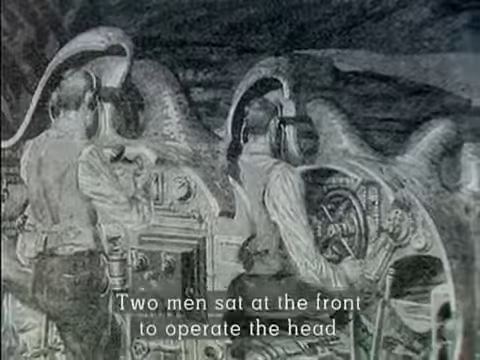 Two men sat at the front
to operate the head